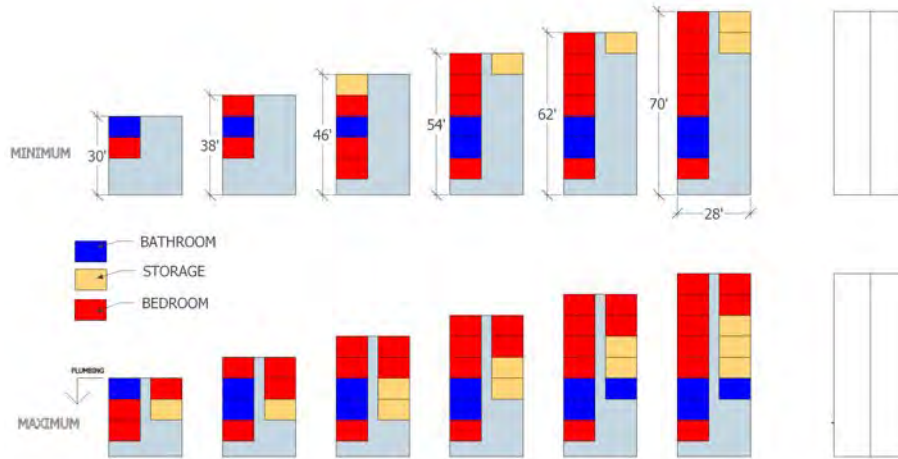 70'
62'
54'
46'
38'
30'
MINIMUM
28'
BATHROOM
STORAGE
BEDROOM
PLUMBING
MAXIMUM